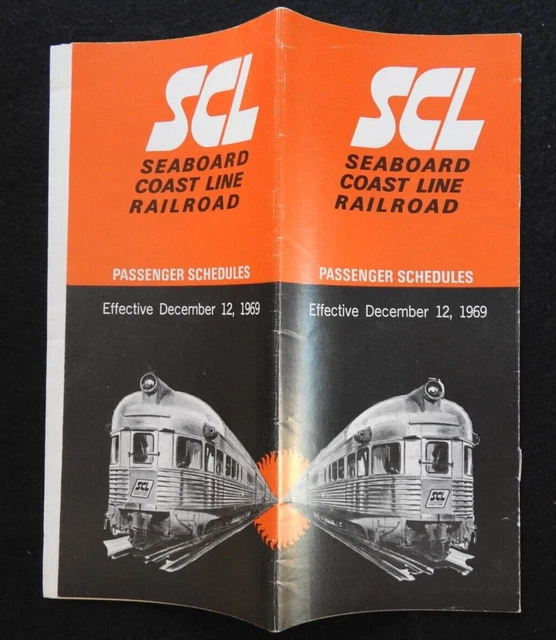 SCL
SEABOARD
COAST LINE
RAILROAD
PASSENGER SCHEDULES
Effective December 12, 1969
SCL
SCL
SEABOARD
COAST LINE
RAILROAD
PASSENGER SCHEDULES
Effective December 12, 1969
SCL